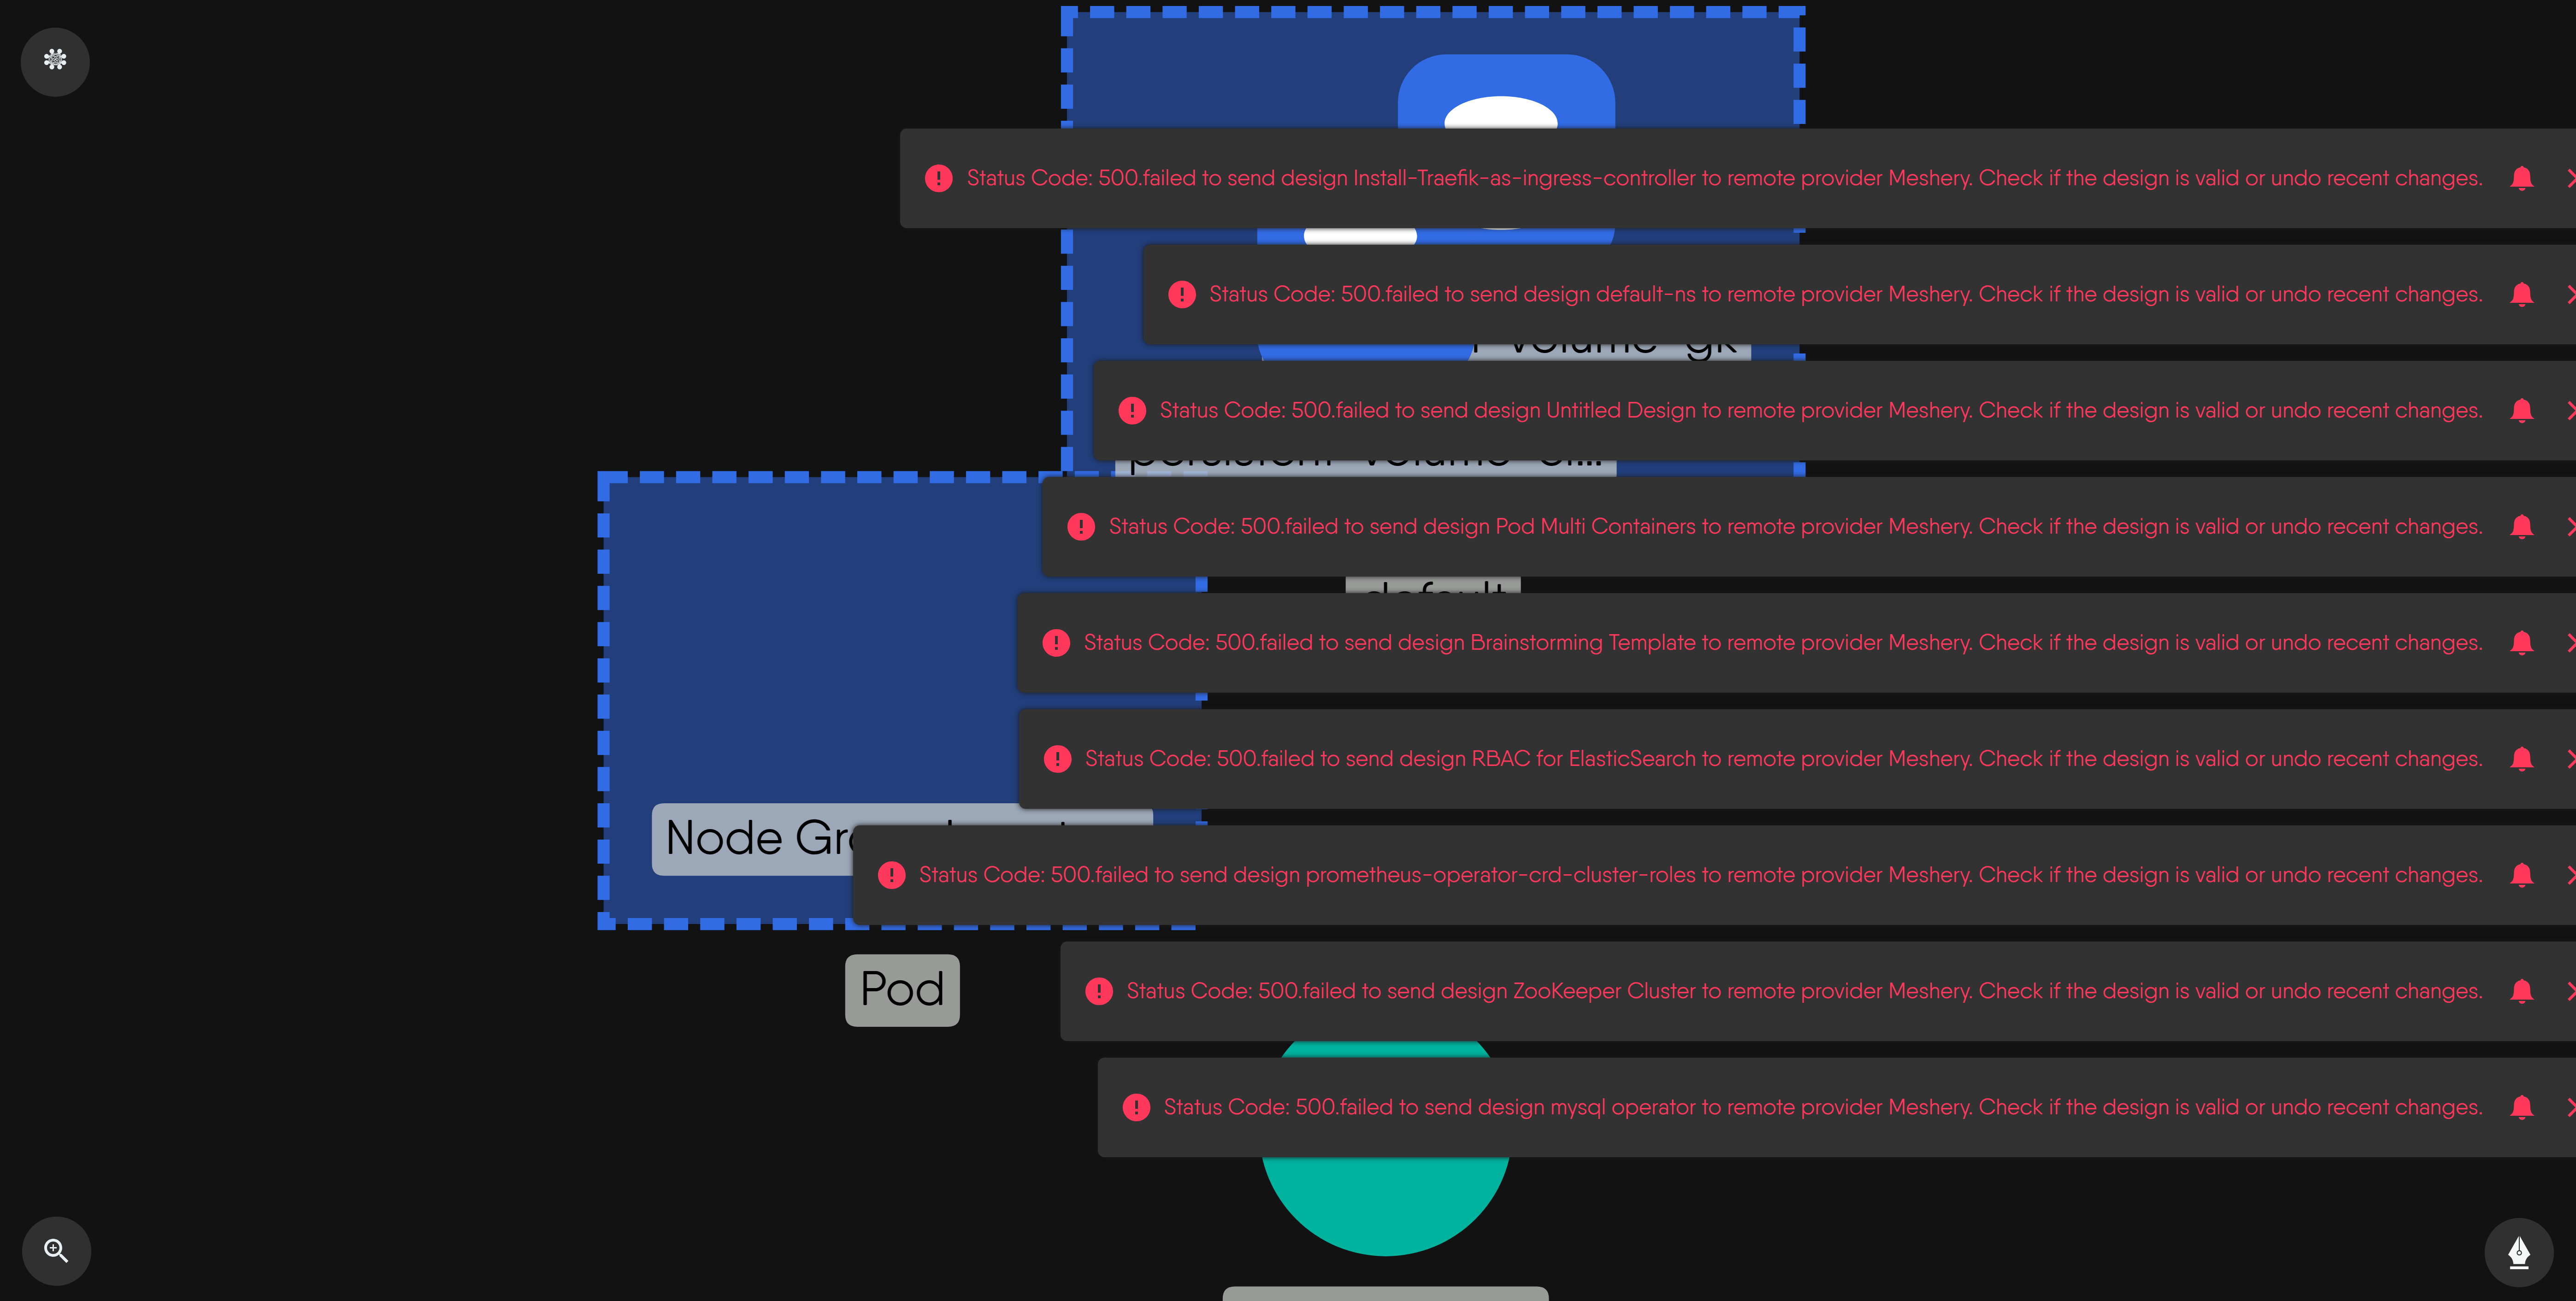 Status Code: 500.failed to send design Install-Traefik-as-ingress-controller to remote provider Meshery. Check if the design is valid or undo recent changes.
Status Code: 500.failed to send design default-ns to remote provider Meshery. Check if the design is valid or undo recent changes.
volume-gk
Status Code: 500.failed to send design Untitled Design to remote provider Meshery. Check if the design is valid or undo recent changes.
persistent-volume-cl...
Status Code: 500.failed to send design Pod Multi Containers to remote provider Meshery. Check if the design is valid or undo recent changes.
default
Status Code: 500.failed to send design Brainstorming Template to remote provider Meshery. Check if the design is valid or undo recent changes.
Status Code: 500.failed to send design RBAC for ElasticSearch to remote provider Meshery. Check if the design is valid or undo recent changes.
Node
Status Code: 500.failed to send design prometheus-operator-crd-cluster-roles to remote provider Meshery. Check if the design is valid or undo recent changes.
Pod
Status Code: 500.failed to send design ZooKeeper Cluster to remote provider Meshery. Check if the design is valid or undo recent changes.
Status Code: 500.failed to send design mysql operator to remote provider Meshery. Check if the design is valid or undo recent changes.